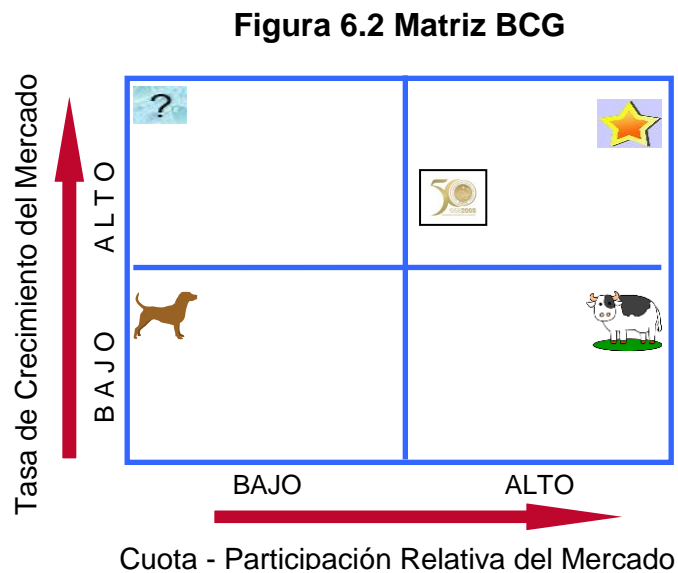 Figura 6.2 Matriz BCG
Tasa de Crecimiento del Mercado
ALTO
BAJO
?
50
BAJO
ALTO
Cuota - Participación Relativa del Mercado